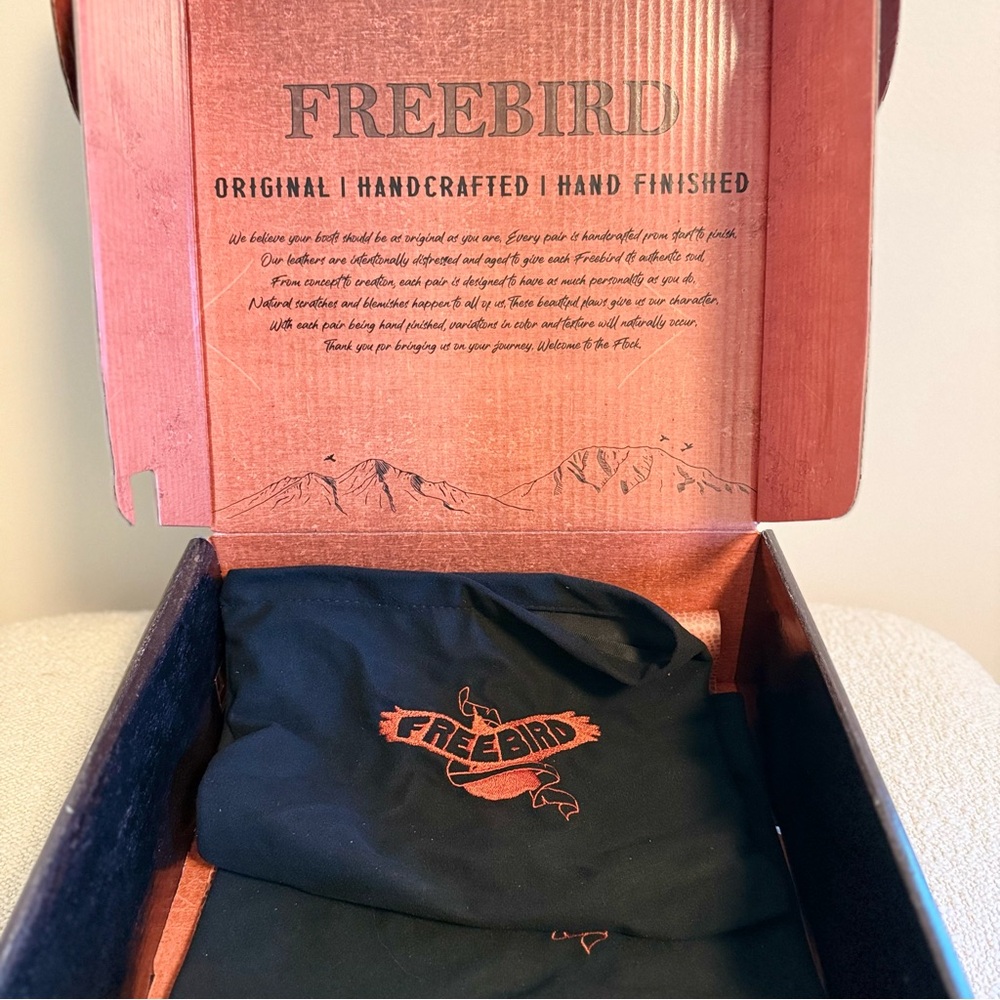 FREEBIRD
ORIGINAL | HANDCRAFTED | HAND FINISHED
We believe your boots should be as original as you are. Every pair is handcrafted from start to finish.
Our leathers are intentionally distressed and aged to give each Freebird its authentic soul.
From concept to creation, each pair is designed to have as much personality as you do.
Natural scratches and blemishes happen to all of us. These beautiful flaws give us our character.
With each pair being hand finished, variations in color and texture will naturally occur.
Thank you for bringing us on your journey. Welcome to the Flock.
FREEBIRD